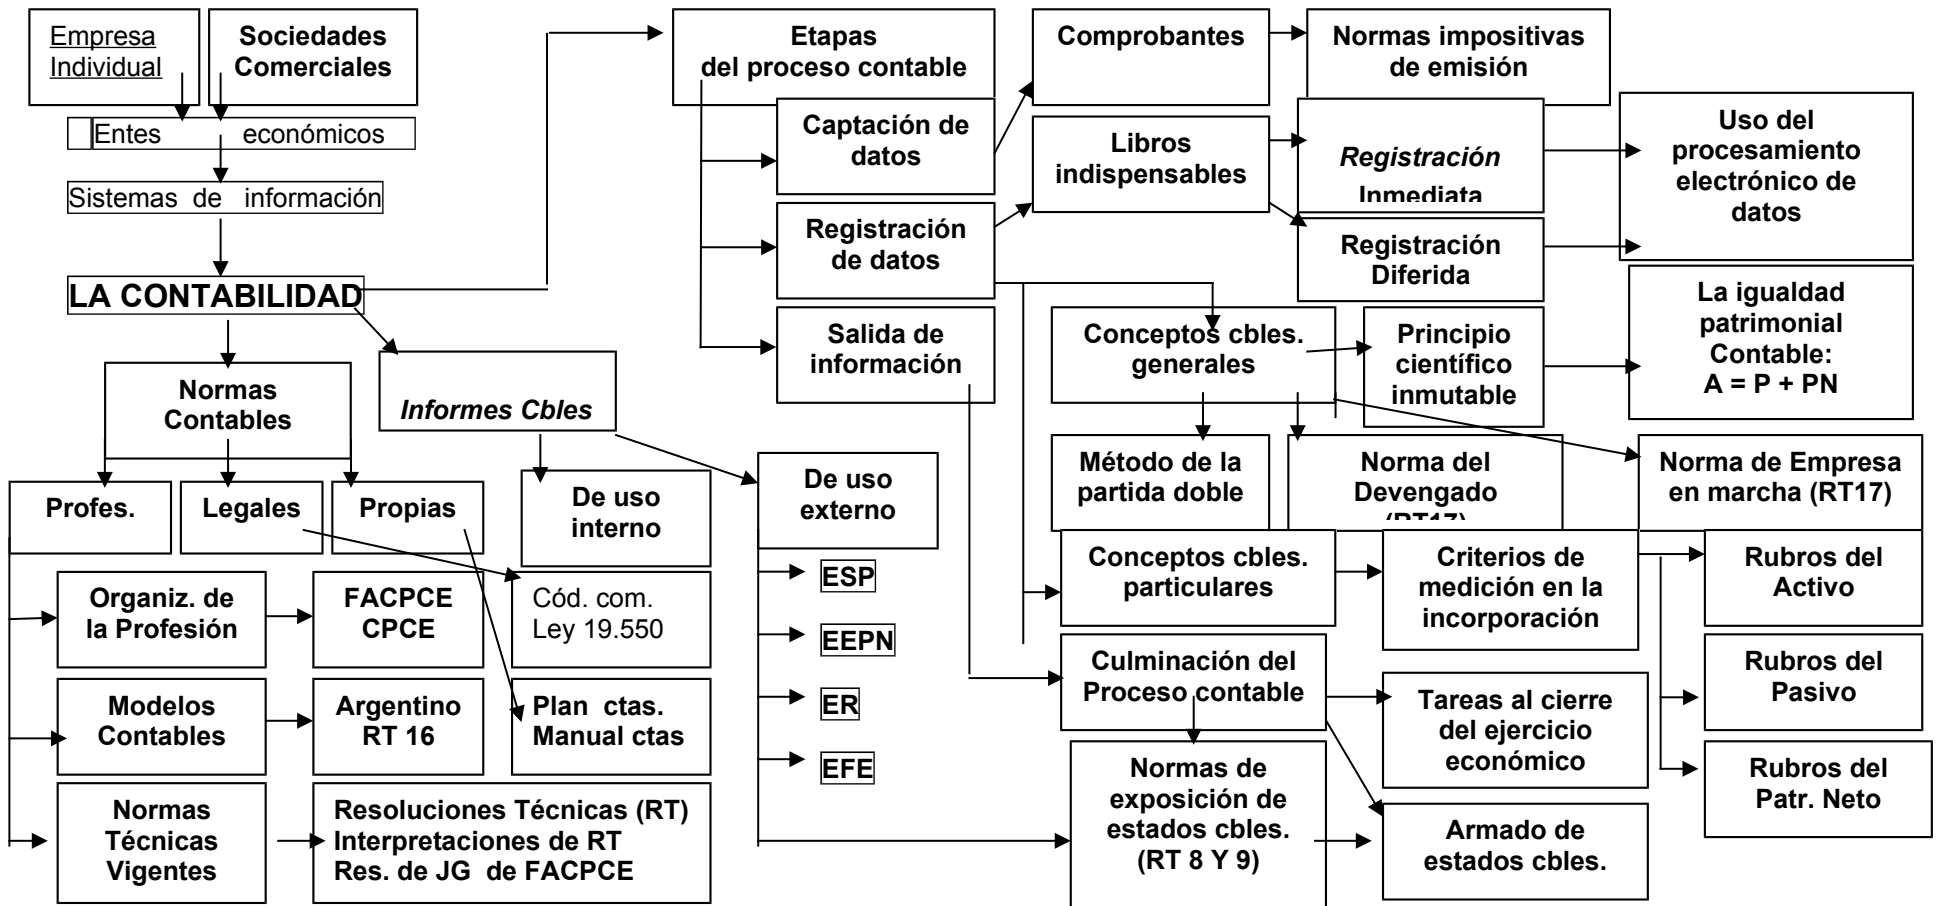 Empresa
Individual
Sociedades
Comerciales
Entes económicos
Sistemas de información
LA CONTABILIDAD
Normas
Contables
Informes Cbles
Profes.
Legales
Propias
De uso
interno
De uso
externo
Organiz. de
la Profesión
FACPCE
CPCE
Cód. com.
Ley 19.550
Modelos
Contables
Argentino
RT 16
Plan ctas.
Manual ctas
Normas
Técnicas
Vigentes
Resoluciones Técnicas (RT)
Interpretaciones de RT
Res. de JG de FACPCE
ESP
EEPN
ER
EFE
Etapas
del proceso contable
Captación de
datos
Registración
de datos
Salida de
información
Comprobantes
Normas impositivas
de emisión
Libros
indispensables
Registración
Inmediata
Registración
Diferida
Uso del
procesamiento
electrónico de
datos
Conceptos cbles.
generales
Principio
científico
inmutable
La igualdad
patrimonial
Contable:
A = P + PN
Método de la
partida doble
Norma del
Devengado
(RT17)
Norma de Empresa
en marcha (RT17)
Conceptos cbles.
particulares
Criterios de
medición en la
incorporación
Rubros del
Activo
Rubros del
Pasivo
Rubros del
Patr. Neto
Culminación del
Proceso contable
Tareas al cierre
del ejercicio
económico
Normas de
exposición de
estados cbles.
(RT 8 Y 9)
Armado de
estados cbles.